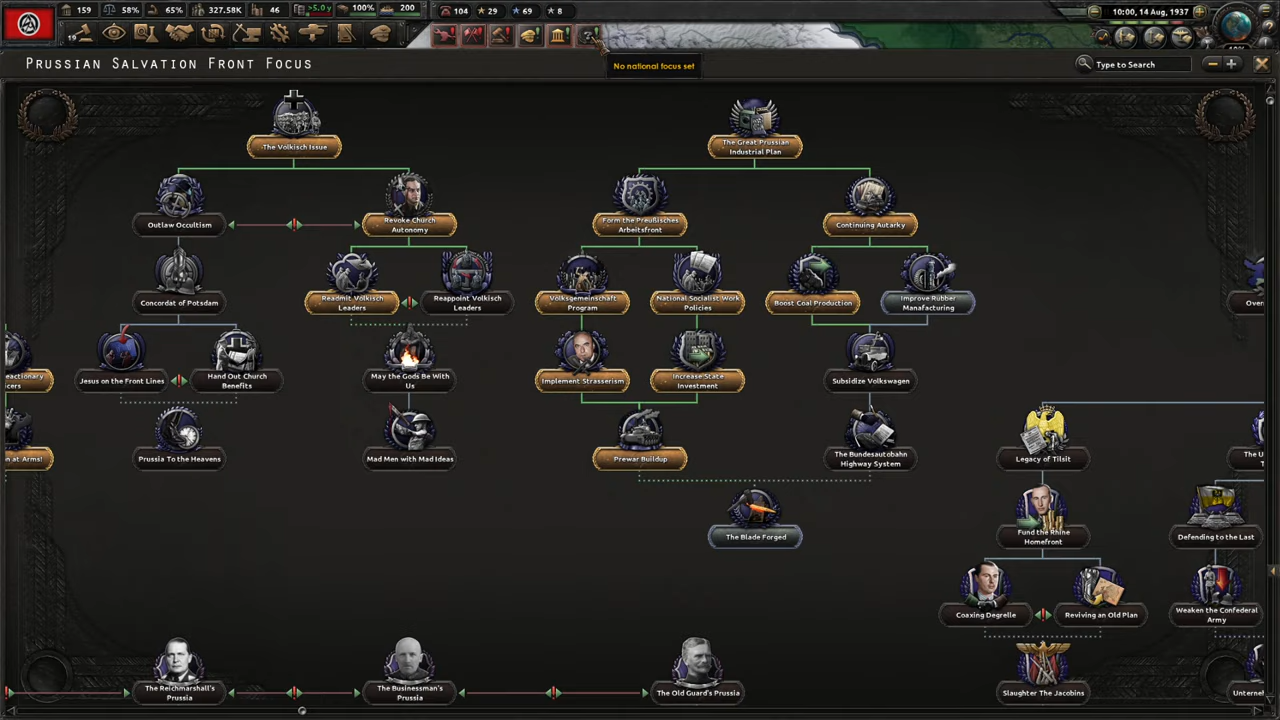 159 58% 65% 327.58K 46 >5.0 y 100% 200 104 29 69 8 10:00, 14 Aug, 1937
19
No national focus set
PRUSSIAN SALVATION FRONT FOCUS
Type to Search
The Volkisch Issue
The Great Prussian
Industrial Plan
Outlaw Occultism
Revoke Church
Autonomy
Form the Preußisches
Arbeitsfront
Continuing Autarky
Concordat of Potsdam
Readmit Volkisch
Leaders
Reappoint Volkisch
Leaders
Volksgemeinschaft
Program
National Socialist Work
Policies
Boost Coal Production
Improve Rubber
Manafacturing
Jesus on the Front Lines
Hand Out Church
Benefits
May the Gods Be With
Us
Implement Strasserism
Increase State
Investment
Subsidize Volkswagen
Prussia To the Heavens
Mad Men with Mad Ideas
Prewar Buildup
The Bundesautobahn
Highway System
Legacy of Tilsit
The Blade Forged
Fund the Rhine
Homefront
Defending to the Last
Coaxing Degrelle
Reviving an Old Plan
Weaken the Confederal
Army
The Reichmarshall's
Prussia
The Businessman's
Prussia
The Old Guard's Prussia
Slaughter The Jacobins